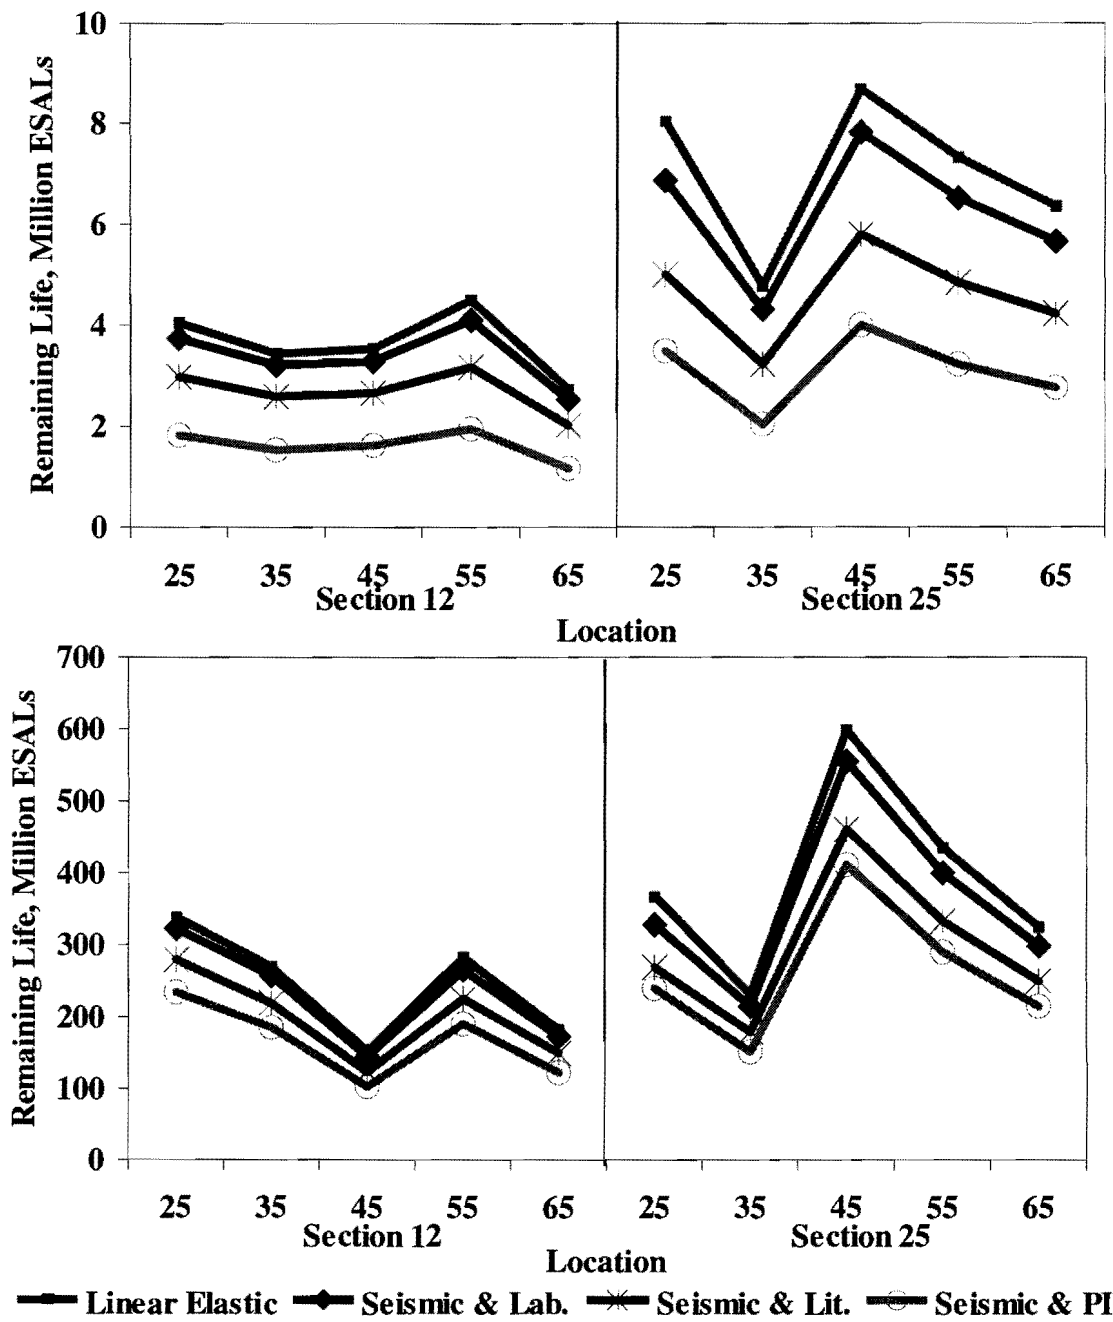 Remaining Life, Million ESALs
10
8
6
4
2
0
25 35 45 55 65 25 35 45 55 65
Section 12 Section 25
Location
Remaining Life, Million ESALs
700
600
500
400
300
200
100
0
25 35 45 55 65 25 35 45 55 65
Section 12 Section 25
Location
Linear Elastic Seismic & Lab. Seismic & Lit. Seismic & PI